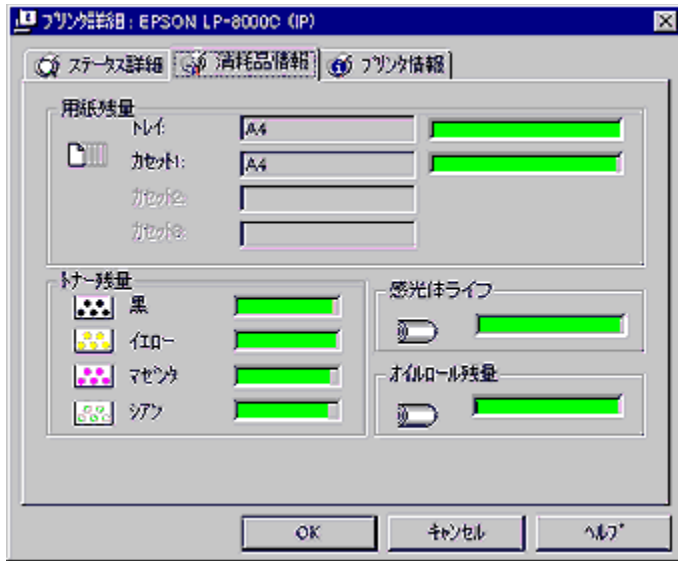 プリンタ詳細 : EPSON LP-8000C (IP)
ステータス詳細 消耗品情報 プリンタ情報
用紙残量
トレイ: A4
カセット1: A4
カセット2:
カセット3:
トナー残量
黒
イエロー
マゼンタ
シアン
感光体ライフ
オイルロール残量
OK キャンセル ヘルプ